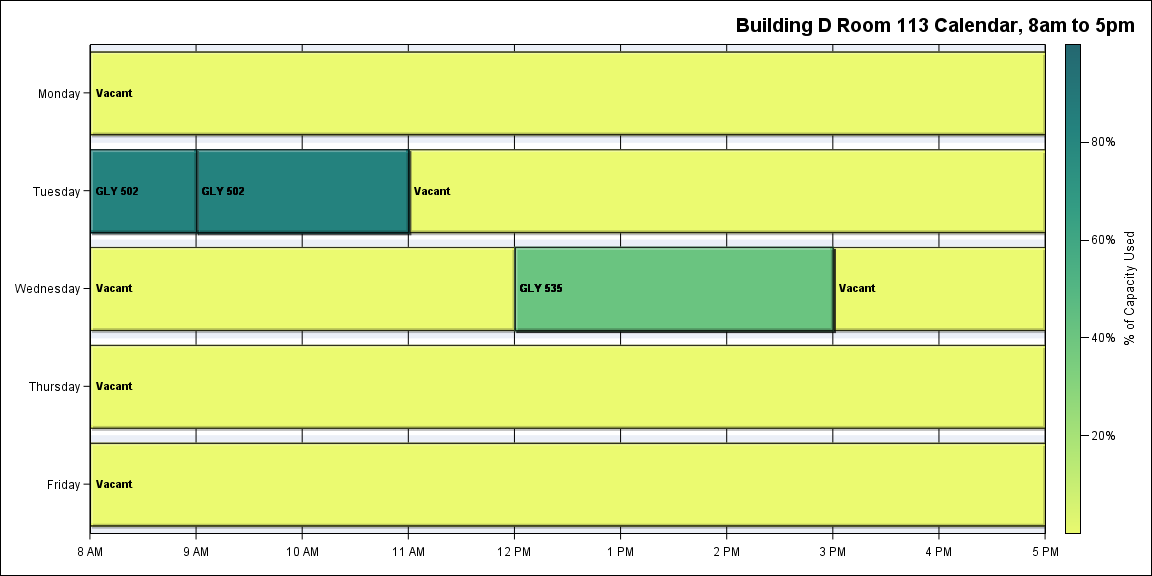 Building D Room 113 Calendar, 8am to 5pm
Monday
Vacant
Tuesday
GLY 502
GLY 502
Vacant
Wednesday
Vacant
GLY 535
Vacant
Thursday
Vacant
Friday
Vacant
8 AM
9 AM
10 AM
11 AM
12 PM
1 PM
2 PM
3 PM
4 PM
5 PM
80%
60%
40%
20%
% of Capacity Used